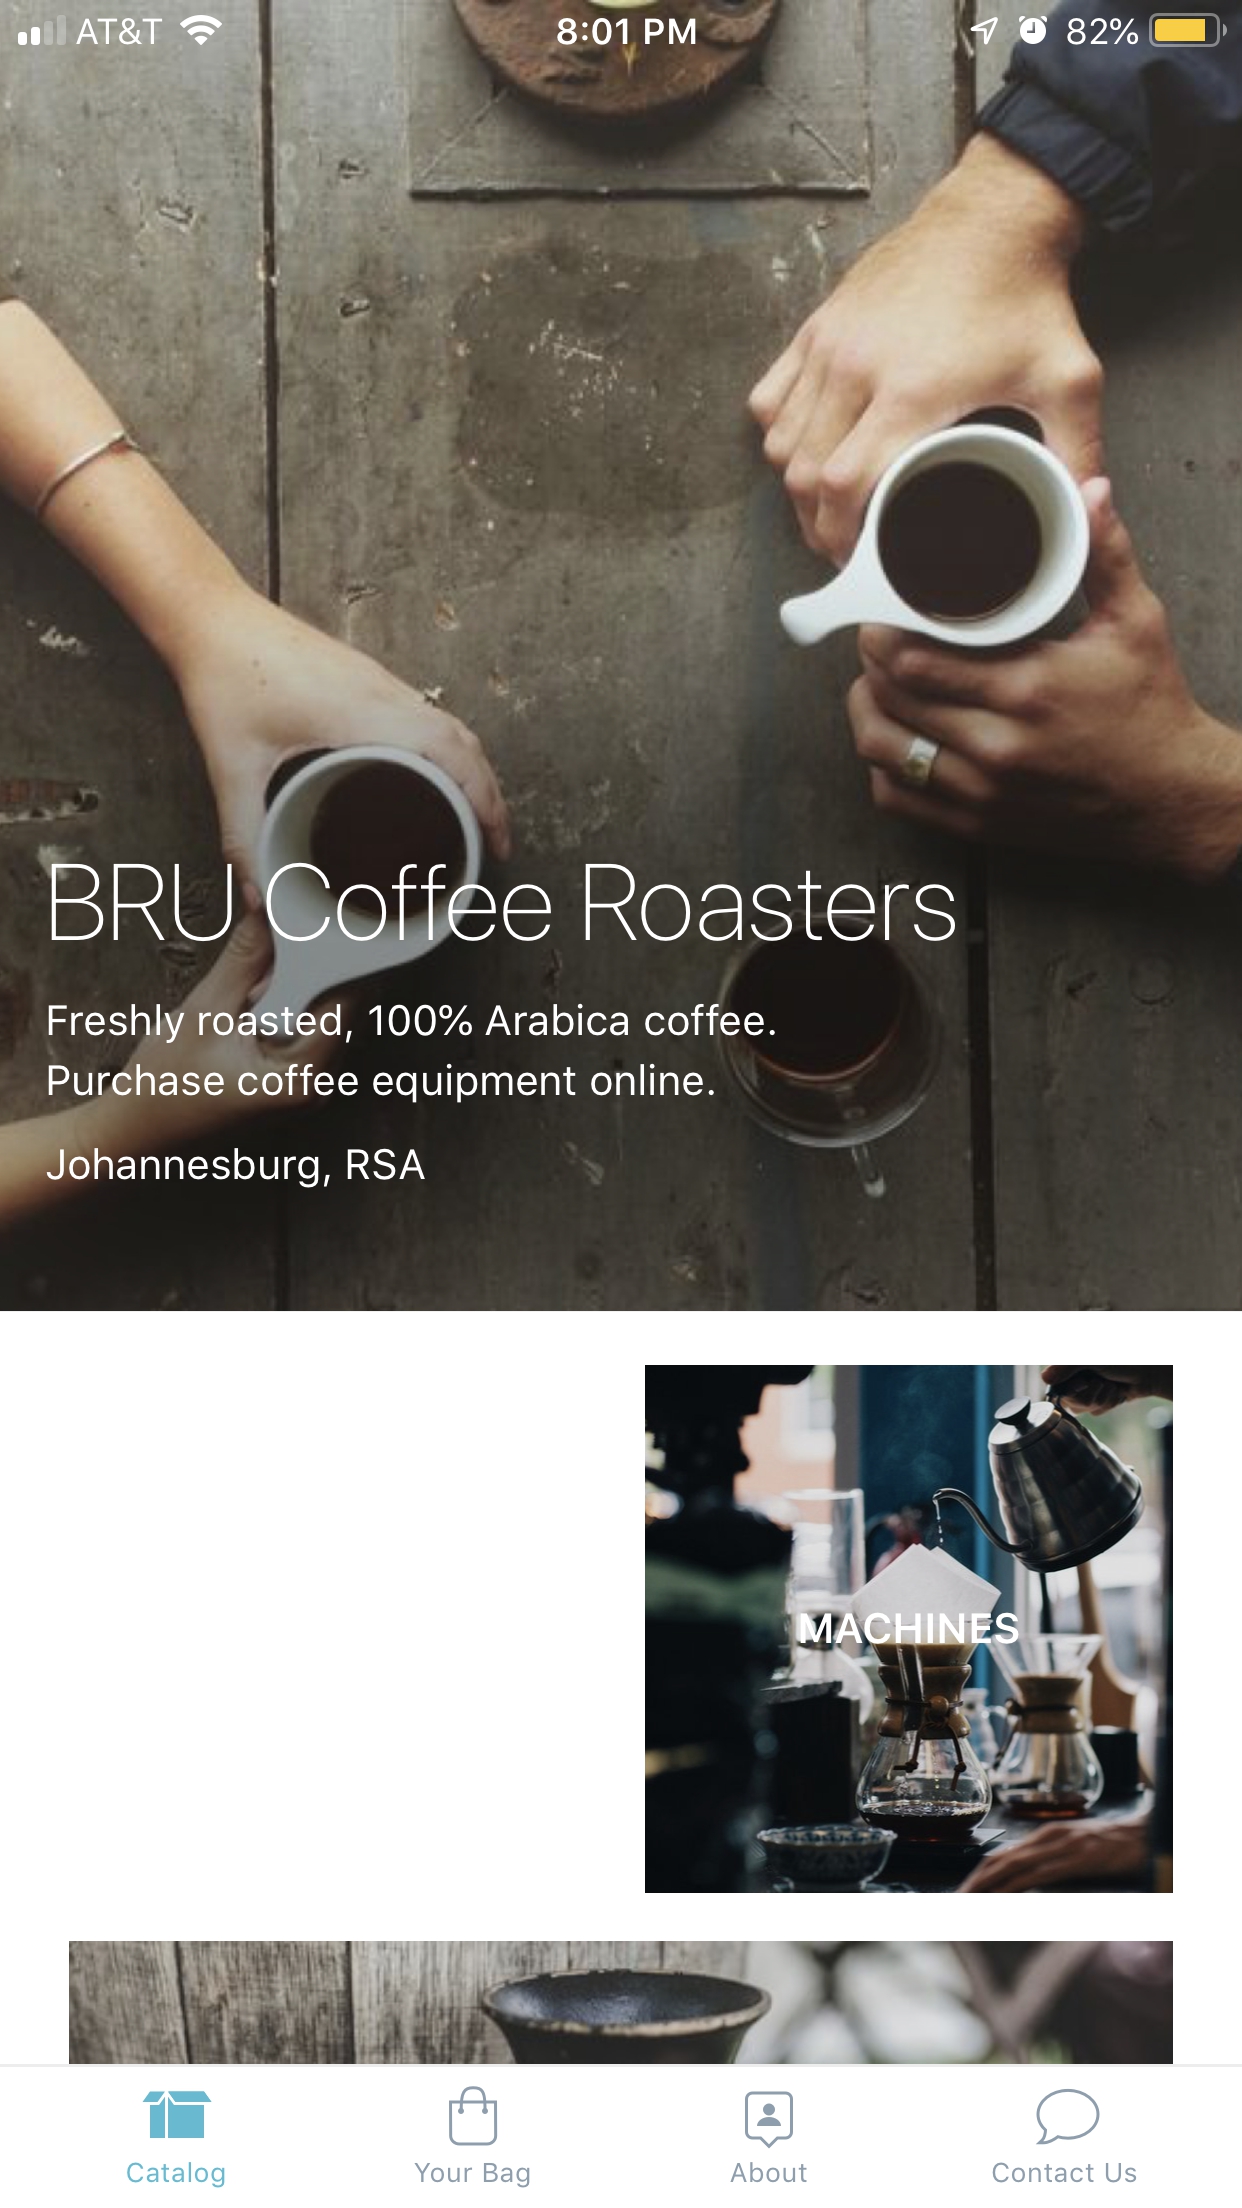 AT&T 8:01 PM 82%
BRU Coffee Roasters
Freshly roasted, 100% Arabica coffee.
Purchase coffee equipment online.
Johannesburg, RSA
MACHINES
Catalog Your Bag About Contact Us